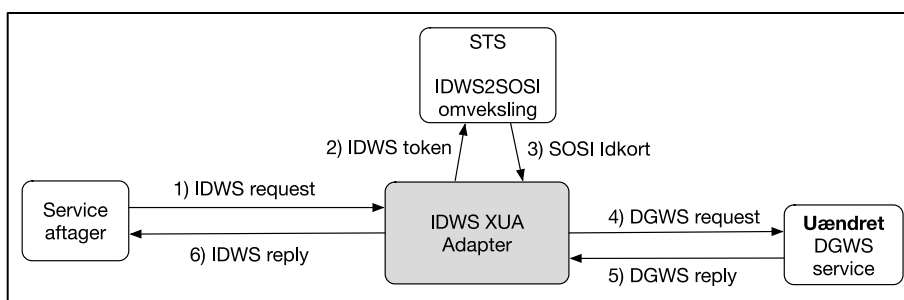 STS
IDWS2SOSI
omveksling
2) IDWS token
3) SOSI Idkort
1) IDWS request
Service
aftager
6) IDWS reply
IDWS XUA
Adapter
4) DGWS request
5) DGWS reply
Uændret
DGWS
service